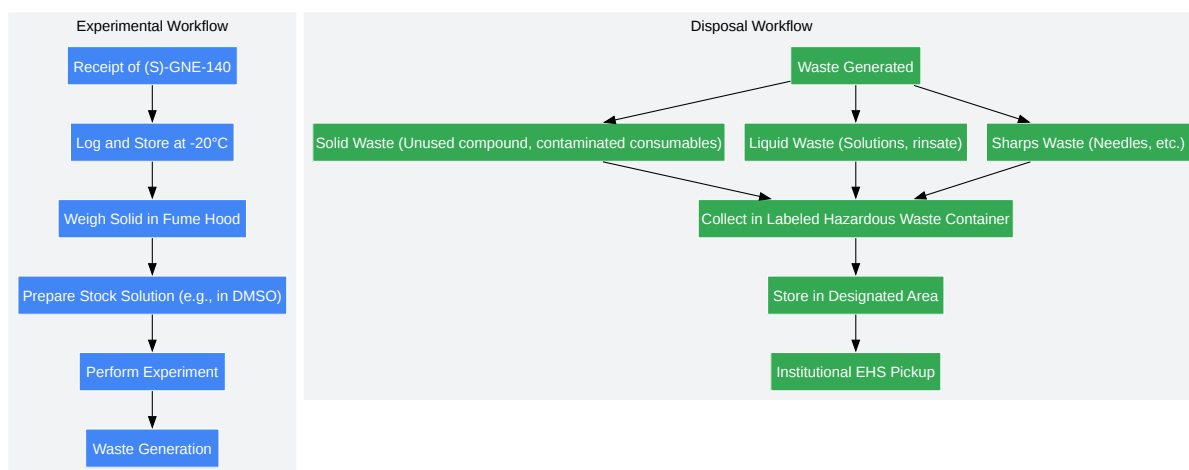 Experimental Workflow
Receipt of (S)-GNE-140
Log and Store at -20°C
Weigh Solid in Fume Hood
Prepare Stock Solution (e.g., in DMSO)
Perform Experiment
Waste Generation
Disposal Workflow
Waste Generated
Solid Waste (Unused compound, contaminated consumables)
Liquid Waste (Solutions, rinsate)
Sharps Waste (Needles, etc.)
Collect in Labeled Hazardous Waste Container
Store in Designated Area
Institutional EHS Pickup